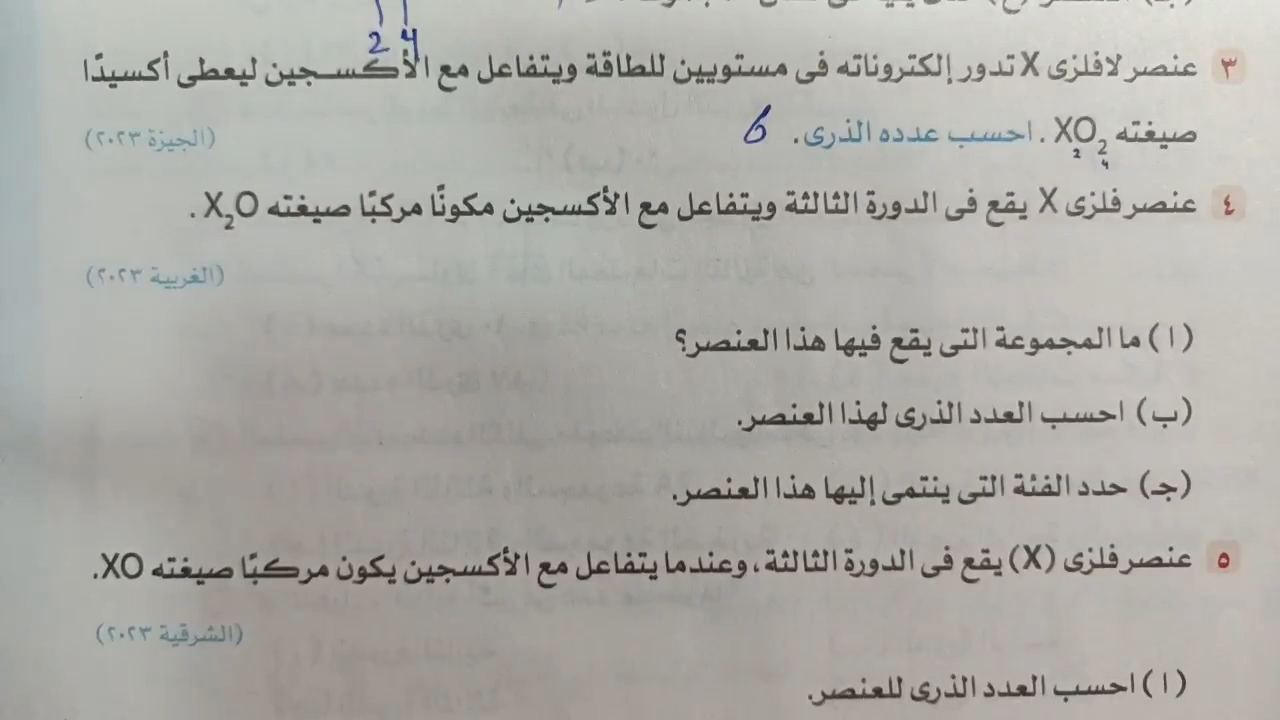 2 4
٣ عنصر لافلزى X تدور إلكتروناته فى مستويين للطاقة ويتفاعل مع الأكسجين ليعطى أكسيدًا
صيغته XO₂ . احسب عدده الذرى. 6 (الجيزة ٢٠٢٣)
2 4
٤ عنصر فلزى X يقع فى الدورة الثالثة ويتفاعل مع الأكسجين مكونًا مركبًا صيغته X₂O .
(الغربية ٢٠٢٣)
(ا) ما المجموعة التى يقع فيها هذا العنصر؟
(ب) احسب العدد الذرى لهذا العنصر.
(جـ) حدد الفئة التى ينتمى إليها هذا العنصر.
٥ عنصر فلزى (X) يقع فى الدورة الثالثة، وعندما يتفاعل مع الأكسجين يكون مركبًا صيغته XO.
(الشرقية ٢٠٢٣)
(ا) احسب العدد الذرى للعنصر.